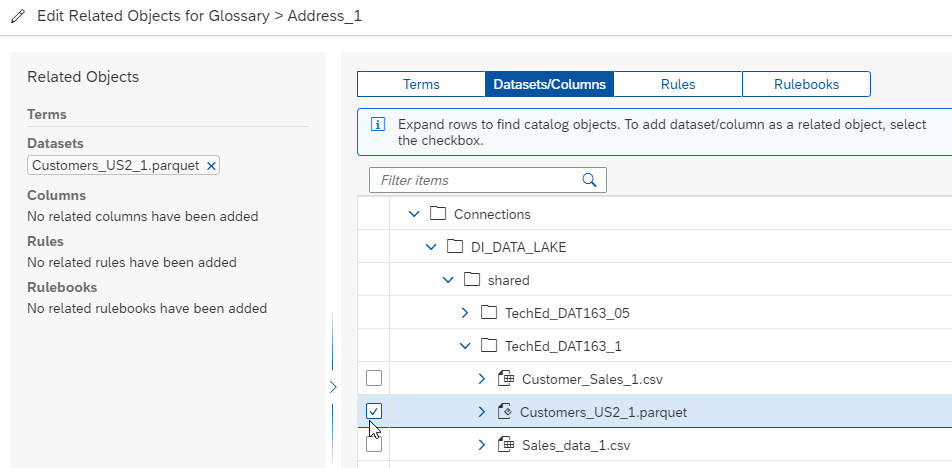 Edit Related Objects for Glossary > Address_1
Related Objects
Terms
Datasets
Customers_US2_1.parquet ×
Columns
No related columns have been added
Rules
No related rules have been added
Rulebooks
No related rulebooks have been added
Terms
Datasets/Columns
Rules
Rulebooks
Expand rows to find catalog objects. To add dataset/column as a related object, select
the checkbox.
Filter items
Connections
DI_DATA_LAKE
shared
TechEd_DAT163_05
TechEd_DAT163_1
Customer_Sales_1.csv
Customers_US2_1.parquet
Sales_data_1.csv